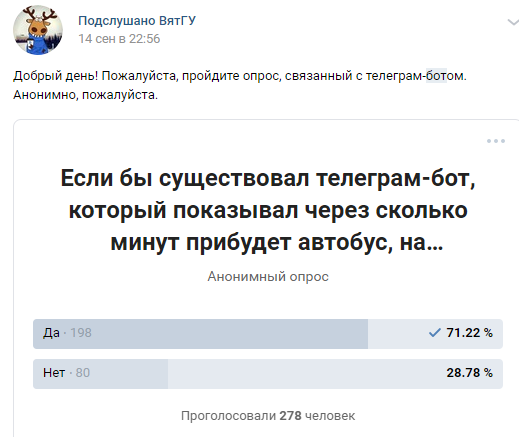 Подслушано ВятГУ
14 сен в 22:56
Добрый день! Пожалуйста, пройдите опрос, связанный с телеграм-ботом.
Анонимно, пожалуйста.
Если бы существовал телеграм-бот,
который показывал через сколько
минут прибудет автобус, на...
Анонимный опрос
Да · 198 71.22 %
Нет · 80 28.78 %
Проголосовали 278 человек